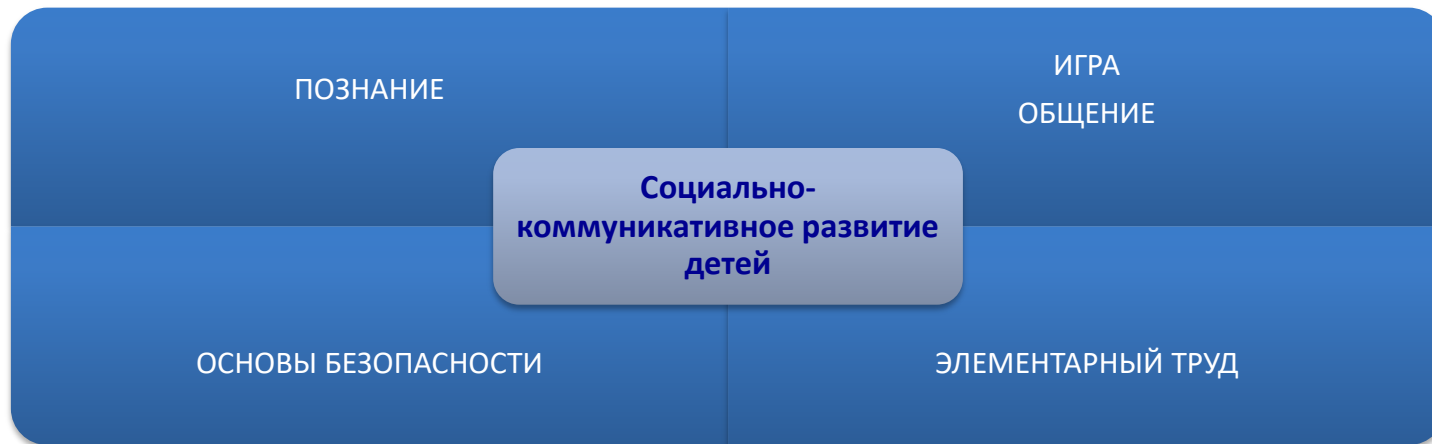 ПОЗНАНИЕ
ИГРА
ОБЩЕНИЕ
Социально-
коммуникативное развитие
детей
ОСНОВЫ БЕЗОПАСНОСТИ
ЭЛЕМЕНТАРНЫЙ ТРУД